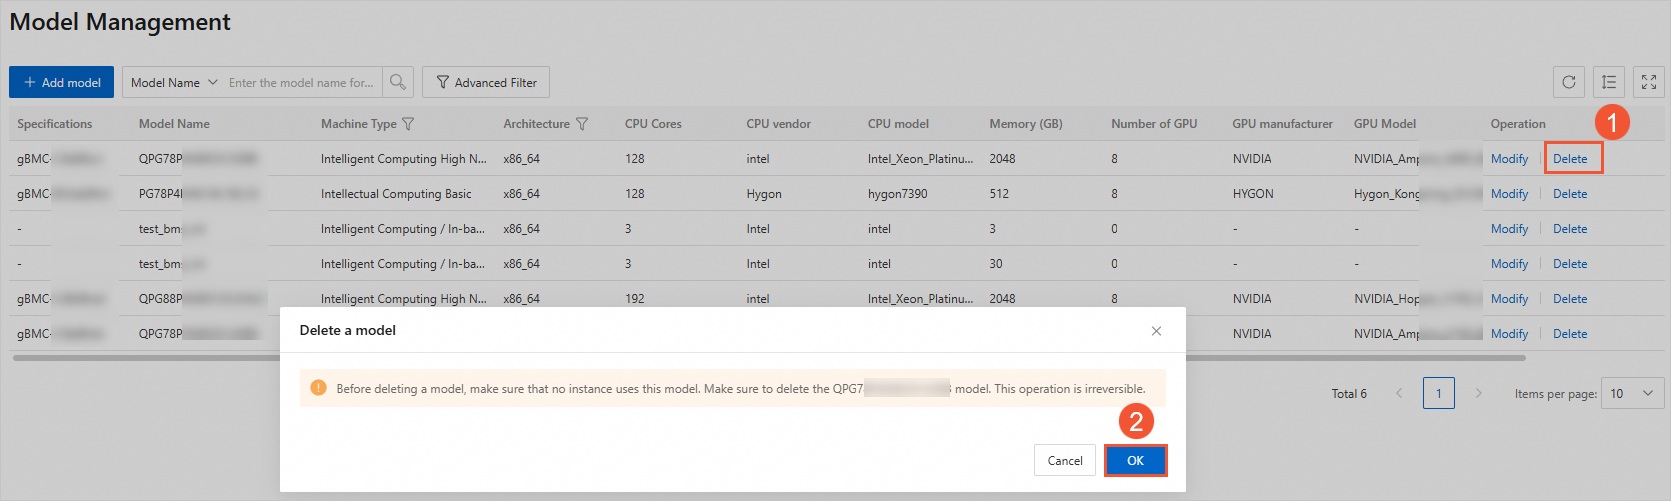 Model Management
+ Add model Model Name Enter the model name for... Advanced Filter
Specifications Model Name Machine Type Architecture CPU Cores CPU vendor CPU model Memory (GB) Number of GPU GPU manufacturer GPU Model Operation 1
gBMC- QPG78P Intelligent Computing High N... x86_64 128 intel Intel_Xeon_Platinu... 2048 8 NVIDIA NVIDIA_Am Modify Delete
gBMC- PG78P4 Intellectual Computing Basic x86_64 128 Hygon hygon7390 512 8 HYGON Hygon_Kon Modify Delete
- test_bm Intelligent Computing / In-ba... x86_64 3 Intel intel 3 0 - - Modify Delete
- test_bm Intelligent Computing / In-ba... x86_64 3 Intel intel 30 0 - - Modify Delete
gBMC- QPG88P Intelligent Computing High N... x86_64 192 intel Intel_Xeon_Platinu... 2048 8 NVIDIA NVIDIA_Ho Modify Delete
gBMC- QPG78P NVIDIA NVIDIA_Am Modify Delete
Delete a model
Before deleting a model, make sure that no instance uses this model. Make sure to delete the QPG7 model. This operation is irreversible.
Total 6 1 Items per page: 10
2
Cancel OK